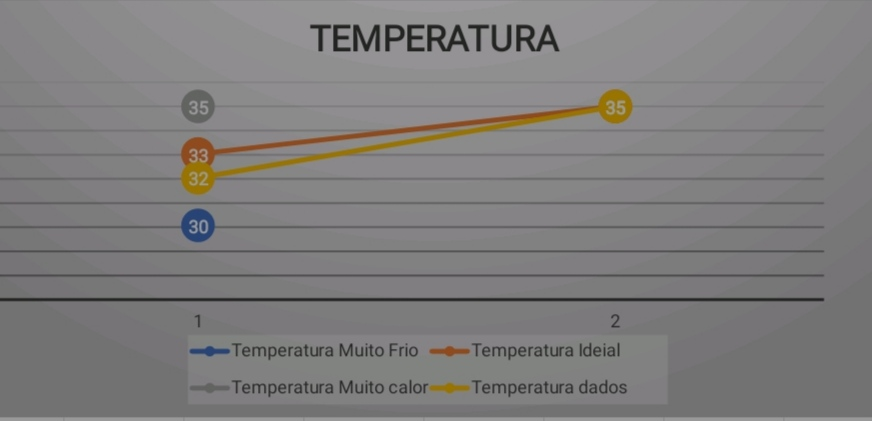 TEMPERATURA
35
35
33
32
30
1
2
Temperatura Muito Frio
Temperatura Ideial
Temperatura Muito calor
Temperatura dados